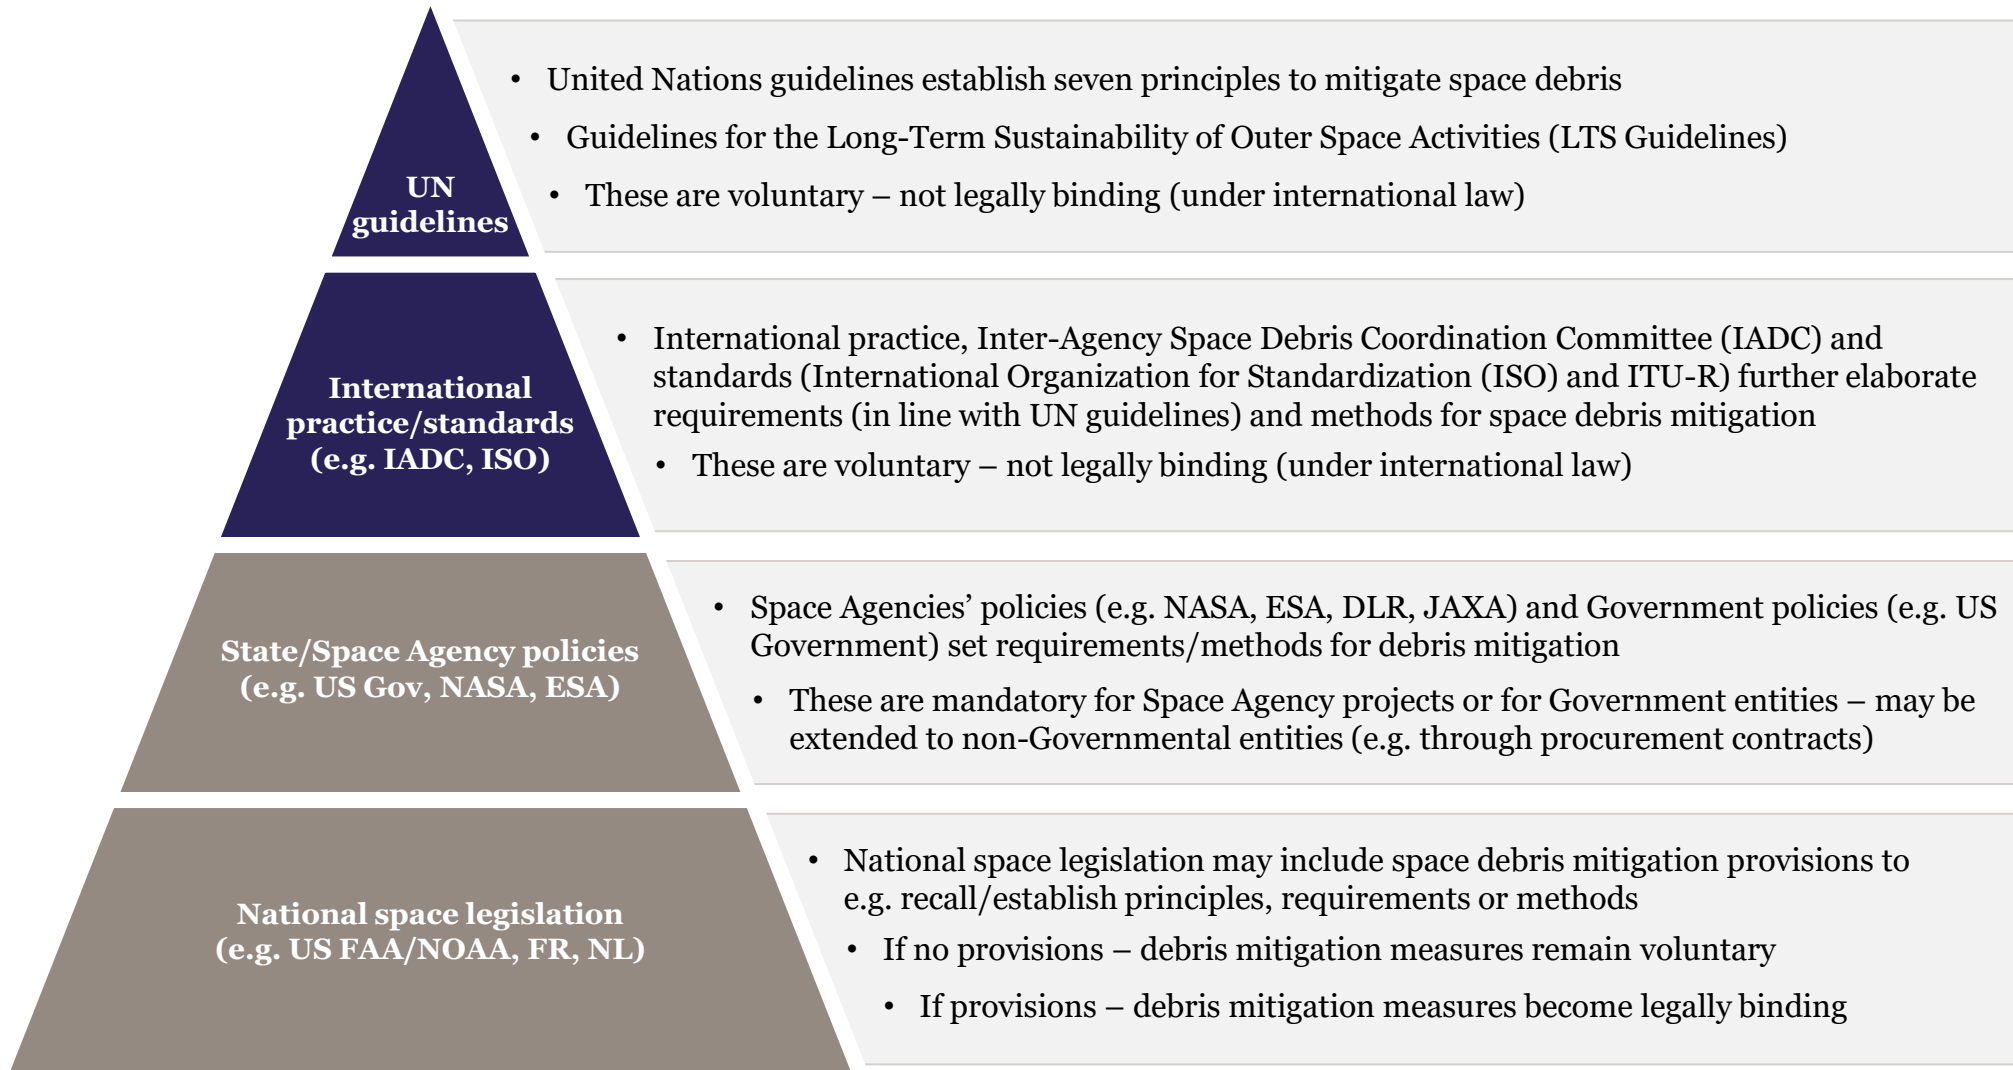 UN
guidelines
• United Nations guidelines establish seven principles to mitigate space debris
• Guidelines for the Long-Term Sustainability of Outer Space Activities (LTS Guidelines)
• These are voluntary – not legally binding (under international law)
International
practice/standards
(e.g. IADC, ISO)
• International practice, Inter-Agency Space Debris Coordination Committee (IADC) and
standards (International Organization for Standardization (ISO) and ITU-R) further elaborate
requirements (in line with UN guidelines) and methods for space debris mitigation
• These are voluntary – not legally binding (under international law)
State/Space Agency policies
(e.g. US Gov, NASA, ESA)
• Space Agencies’ policies (e.g. NASA, ESA, DLR, JAXA) and Government policies (e.g. US
Government) set requirements/methods for debris mitigation
• These are mandatory for Space Agency projects or for Government entities – may be
extended to non-Governmental entities (e.g. through procurement contracts)
National space legislation
(e.g. US FAA/NOAA, FR, NL)
• National space legislation may include space debris mitigation provisions to
e.g. recall/establish principles, requirements or methods
• If no provisions – debris mitigation measures remain voluntary
• If provisions – debris mitigation measures become legally binding